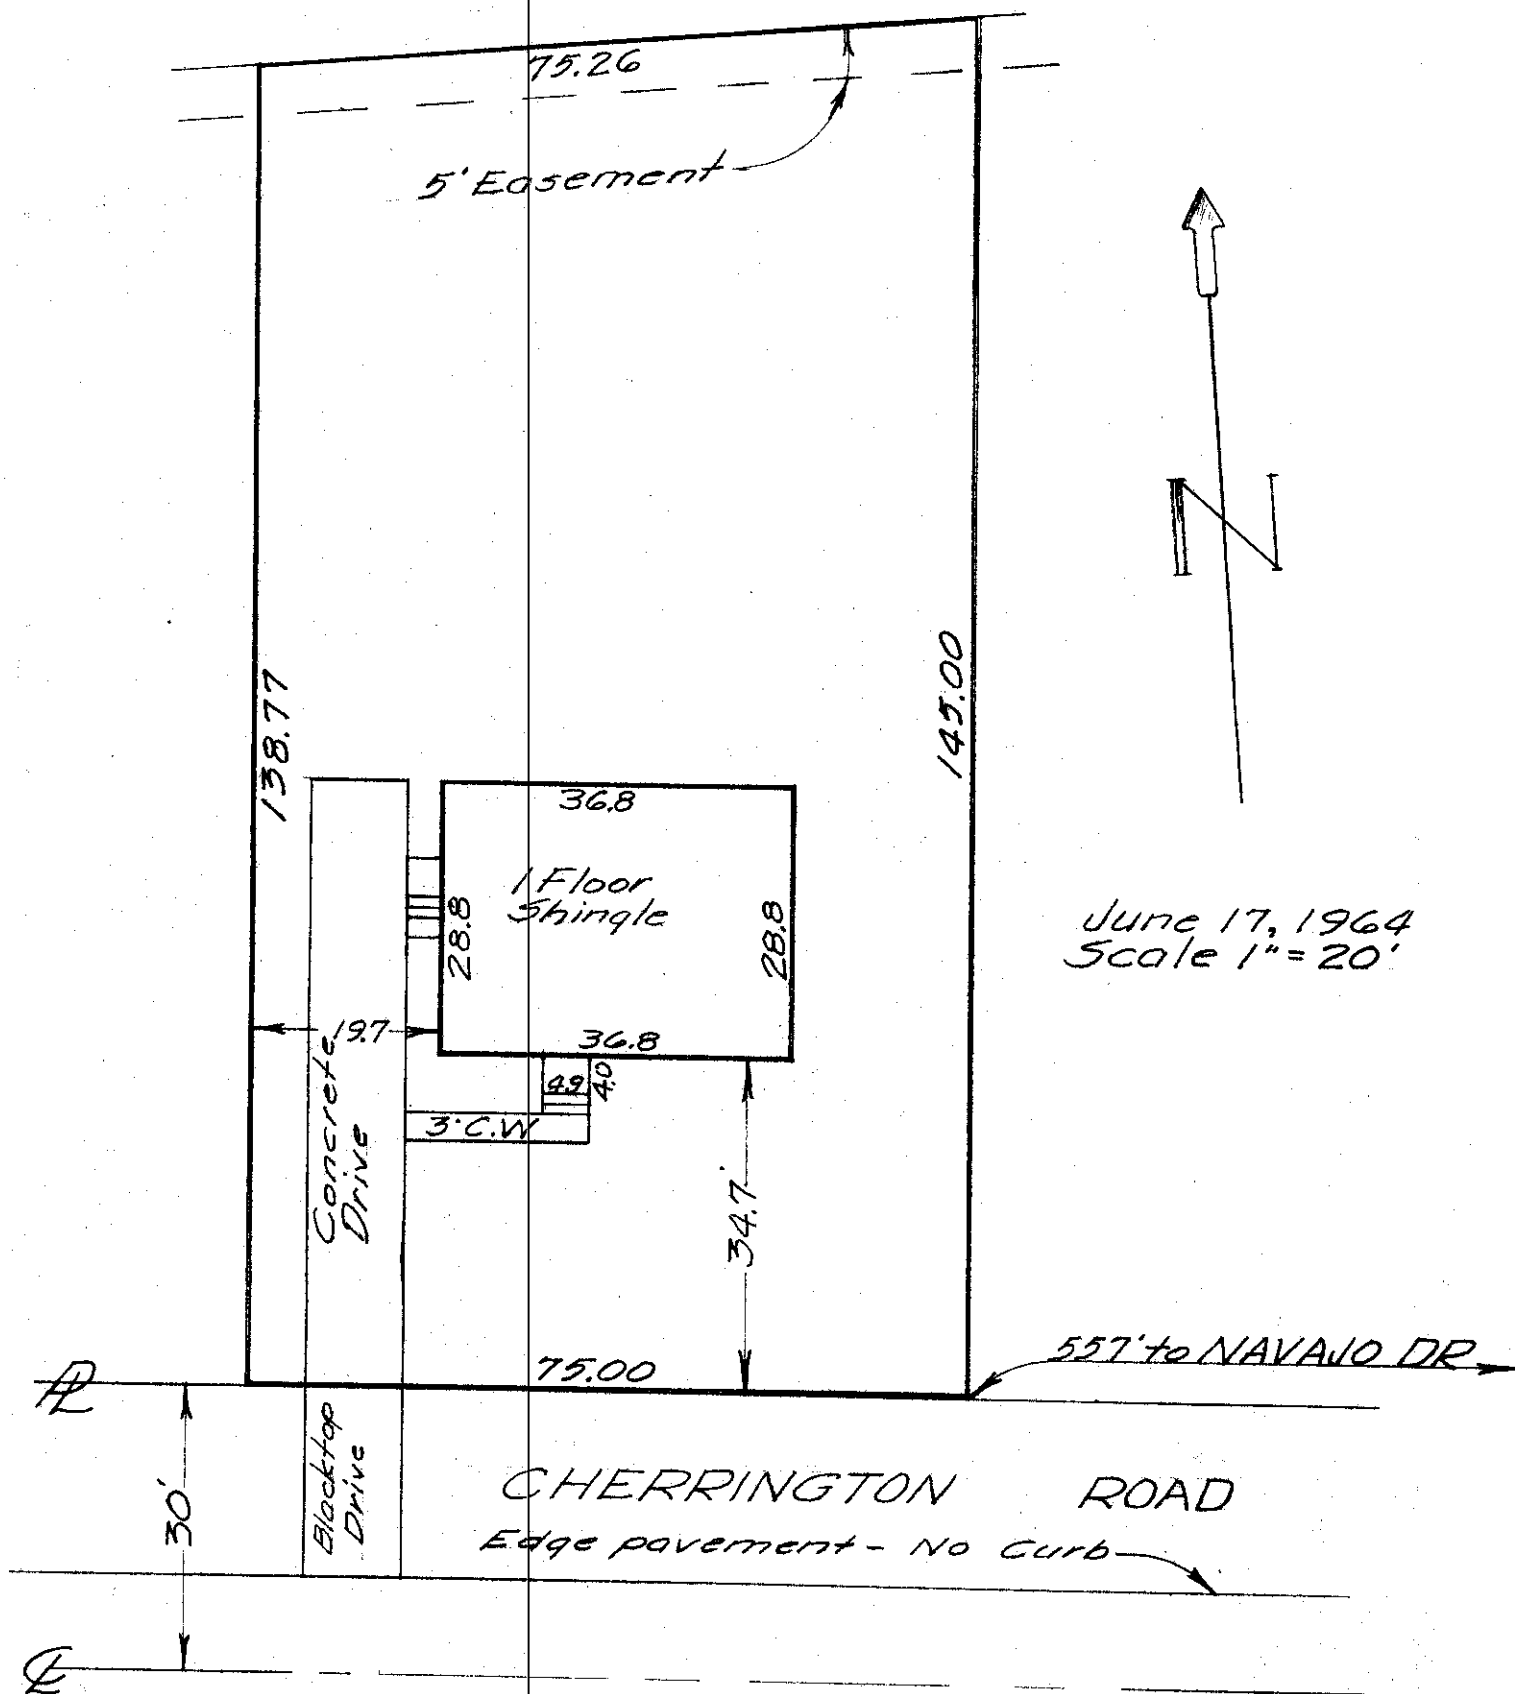 75.26
5' Easement
N
138.77
145.00
36.8
1 Floor
Shingle
28.8
28.8
June 17, 1964
Scale 1" = 20'
19.7
36.8
4.9
4.0
3' C.W
Concrete
Drive
34.7'
75.00
557' to NAVAJO DR
PL
30'
Blacktop
Drive
CHERRINGTON ROAD
Edge pavement - No Curb
CL